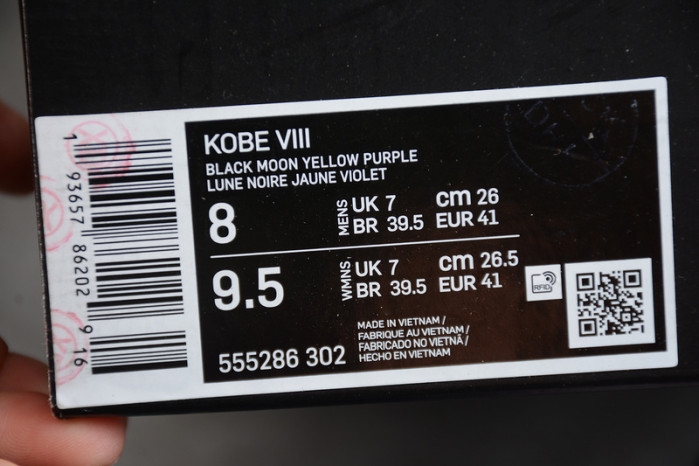 KOBE VIII
BLACK MOON YELLOW PURPLE
LUNE NOIRE JAUNE VIOLET
8 MENS UK 7 cm 26
BR 39.5 EUR 41
9.5 WMNS. UK 7 cm 26.5
BR 39.5 EUR 41
RFID
MADE IN VIETNAM /
FABRIQUE AU VIETNAM /
FABRICADO NO VIETNÃ /
HECHO EN VIETNAM
555286 302
1 93657 86202 9 16